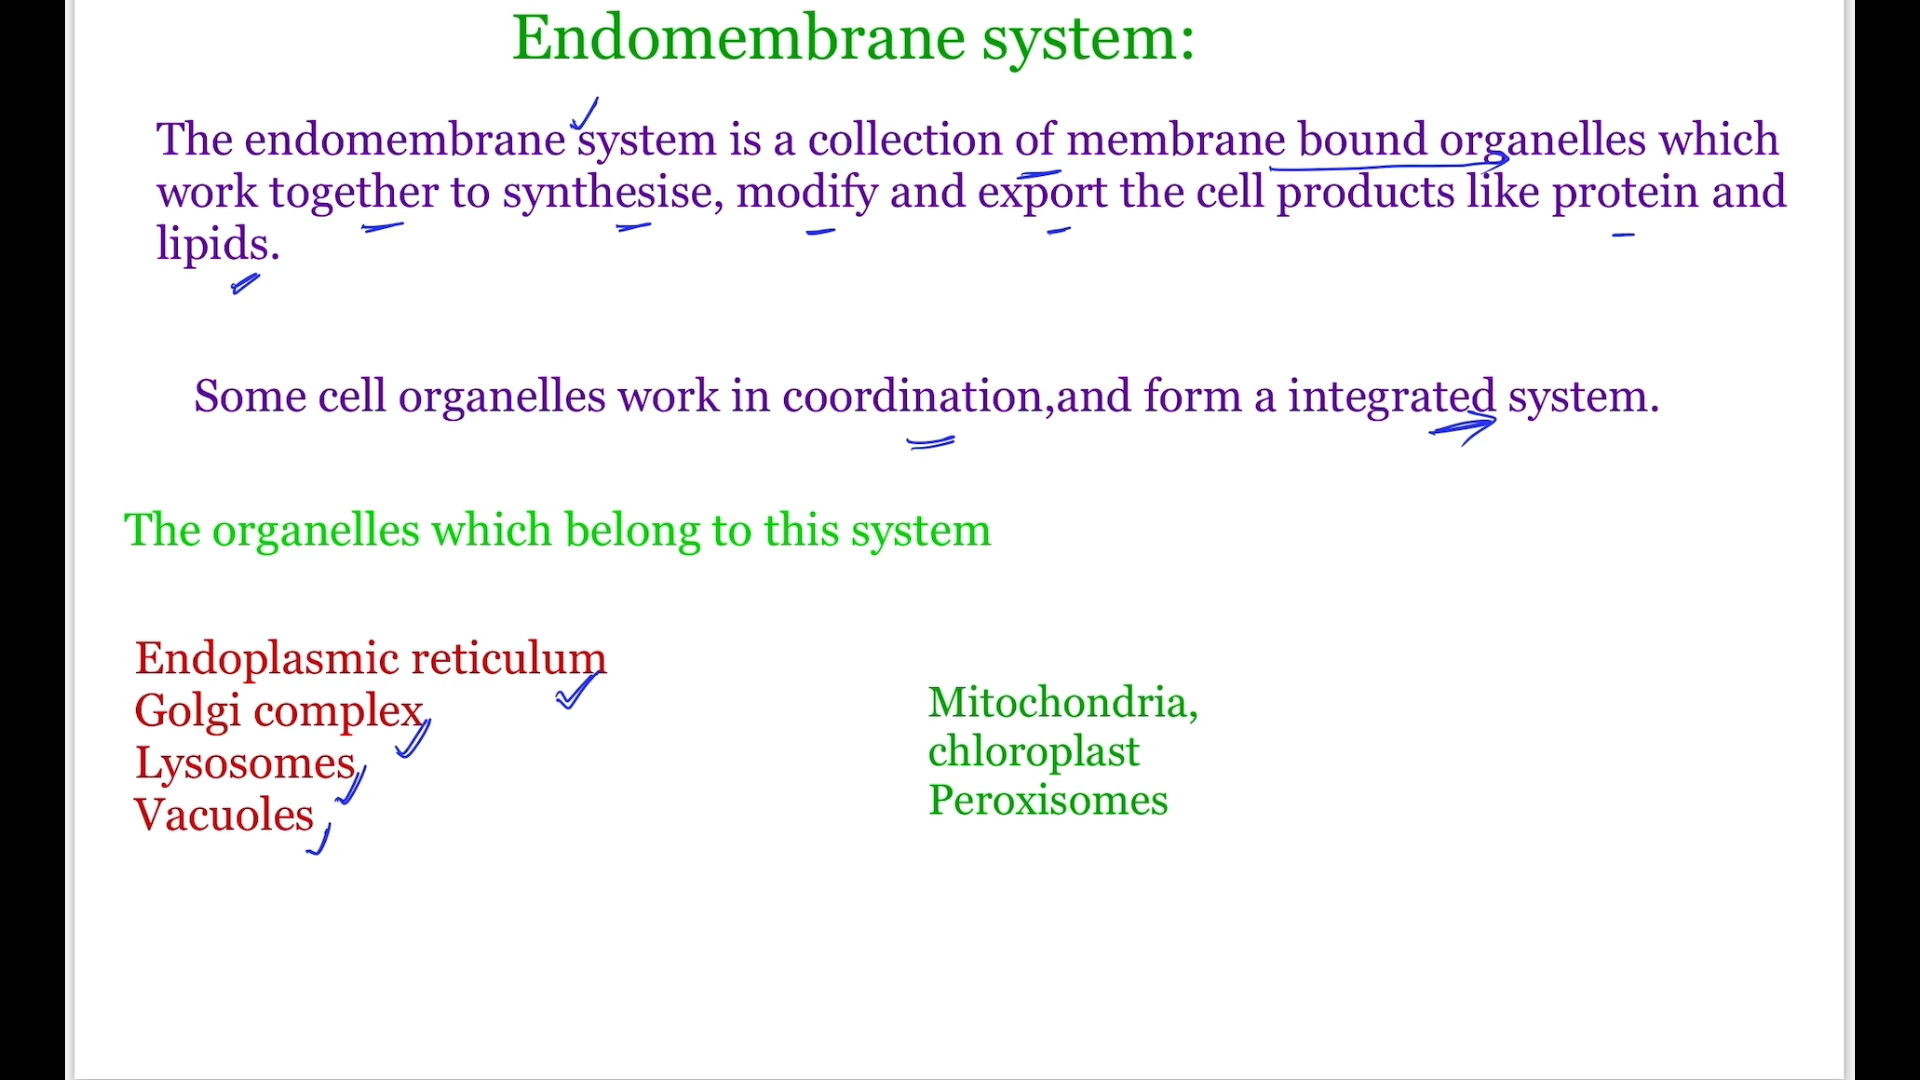 Endomembrane system:
The endomembrane system is a collection of membrane bound organelles which
work together to synthesise, modify and export the cell products like protein and
lipids.
Some cell organelles work in coordination,and form a integrated system.
The organelles which belong to this system
Endoplasmic reticulum
Golgi complex
Lysosomes
Vacuoles
Mitochondria,
chloroplast
Peroxisomes